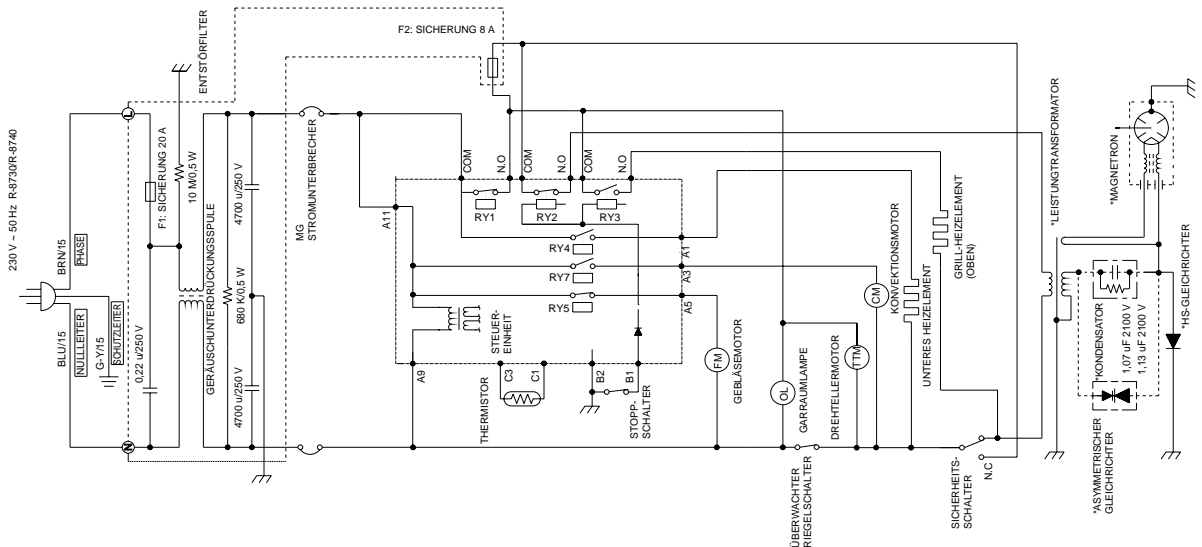 230 V ~ 50 Hz R-8730/R-8740
BRN/15
PHASE
BLU/15
NULLLEITER
G-Y/15
SCHUTZLEITER
L
N
F1: SICHERUNG 20 A
0,22 u/250 V
10 M/0,5 W
ENTSTÖRFILTER
GERÄUSCHUNTERDRÜCKUNGSSPULE
680 K/0,5 W
4700 u/250 V
4700 u/250 V
F2: SICHERUNG 8 A
MG
STROMUNTERBRECHER
A11
COM
N.O
COM
N.O
COM
N.O
RY1
RY2
RY3
RY4
RY7
RY5
A1
A3
A5
STEUER-
EINHEIT
A9
C3
C1
B2
B1
THERMISTOR
STOPP-
SCHALTER
FM
GEBLÄSEMOTOR
OL
GARRAUMLAMPE
TTM
DREHTELLERMOTOR
CM
KONVEKTIONSMOTOR
UNTERES HEIZELEMENT
GRILL-HEIZELEMENT
(OBEN)
ÜBERWACHTER
RIEGELSCHALTER
SICHERHEITS-
SCHALTER
N.C
*LEISTUNGTRANSFORMATOR
*MAGNETRON
*KONDENSATOR
1,07 uF 2100 V
1,13 uF 2100 V
*ASYMMETRISCHER
GLEICHRICHTER
*HS-GLEICHRICHTER